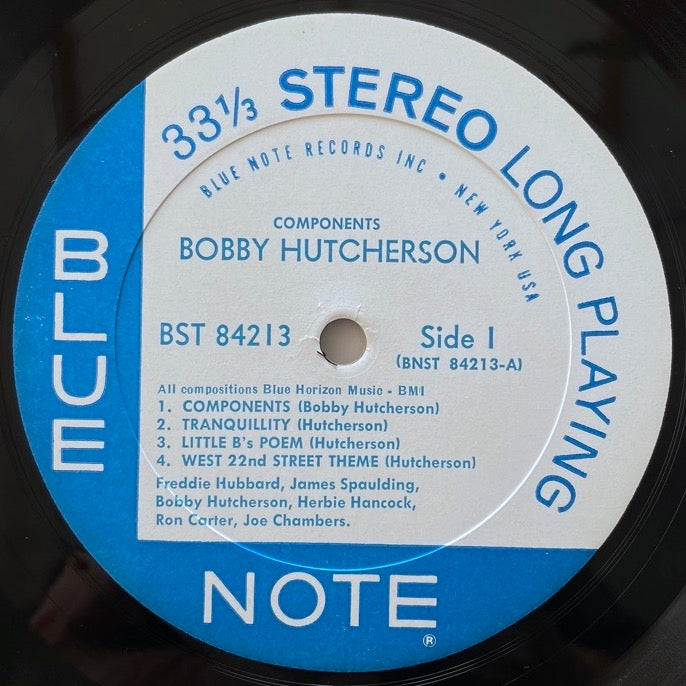 33⅓ STEREO LONG PLAYING
BLUE NOTE RECORDS INC • NEW YORK USA
COMPONENTS
BOBBY HUTCHERSON
BST 84213
Side 1
(BNST 84213-A)
All compositions Blue Horizon Music - BMI
1. COMPONENTS (Bobby Hutcherson)
2. TRANQUILLITY (Hutcherson)
3. LITTLE B's POEM (Hutcherson)
4. WEST 22nd STREET THEME (Hutcherson)
Freddie Hubbard, James Spaulding,
Bobby Hutcherson, Herbie Hancock,
Ron Carter, Joe Chambers.
BLUE
NOTE®